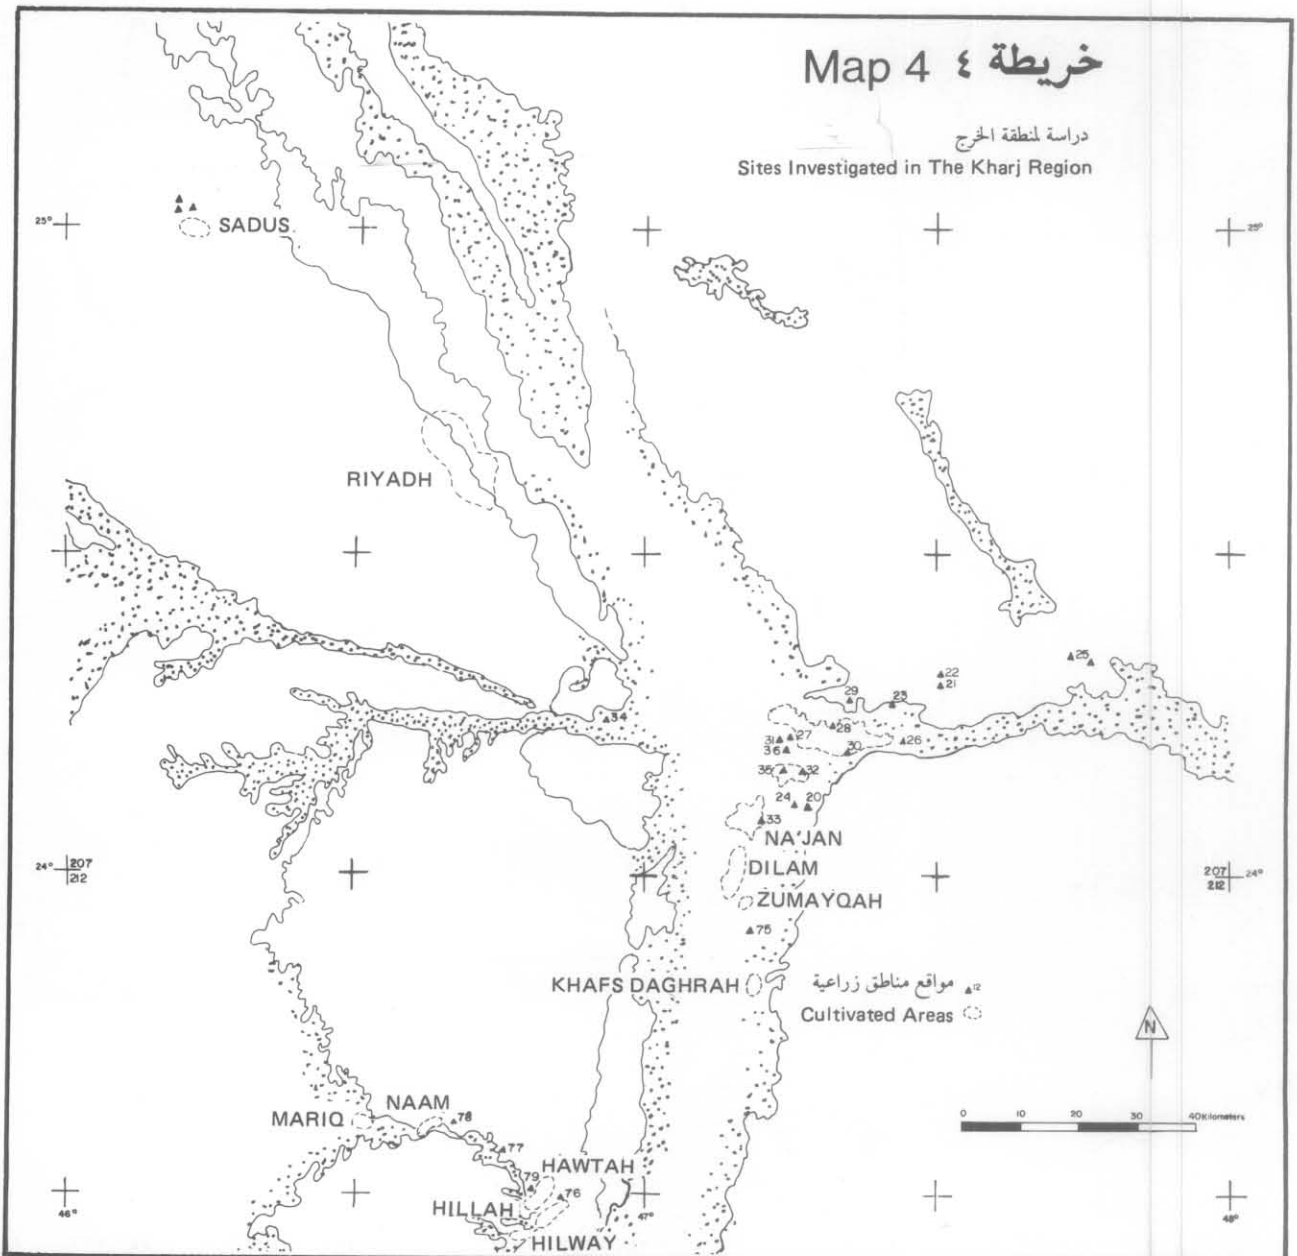 Map 4 خريطة ٤
دراسة لمنطقة الخرج
Sites Investigated in The Kharj Region
25°
25°
SADUS
RIYADH
22
25
21
29
23
34
28
27
31
26
36
30
35
32
24
20
33
NA'JAN
24°
207
212
207
212
24°
DILAM
ZUMAYQAH
75
KHAFS DAGHRAH
مواقع مناطق زراعية
12
Cultivated Areas
N
NAAM
MARIQ
78
0 10 20 30 40 Kilometers
77
HAWTAH
79
76
HILLAH
46°
47°
48°
HILWAY